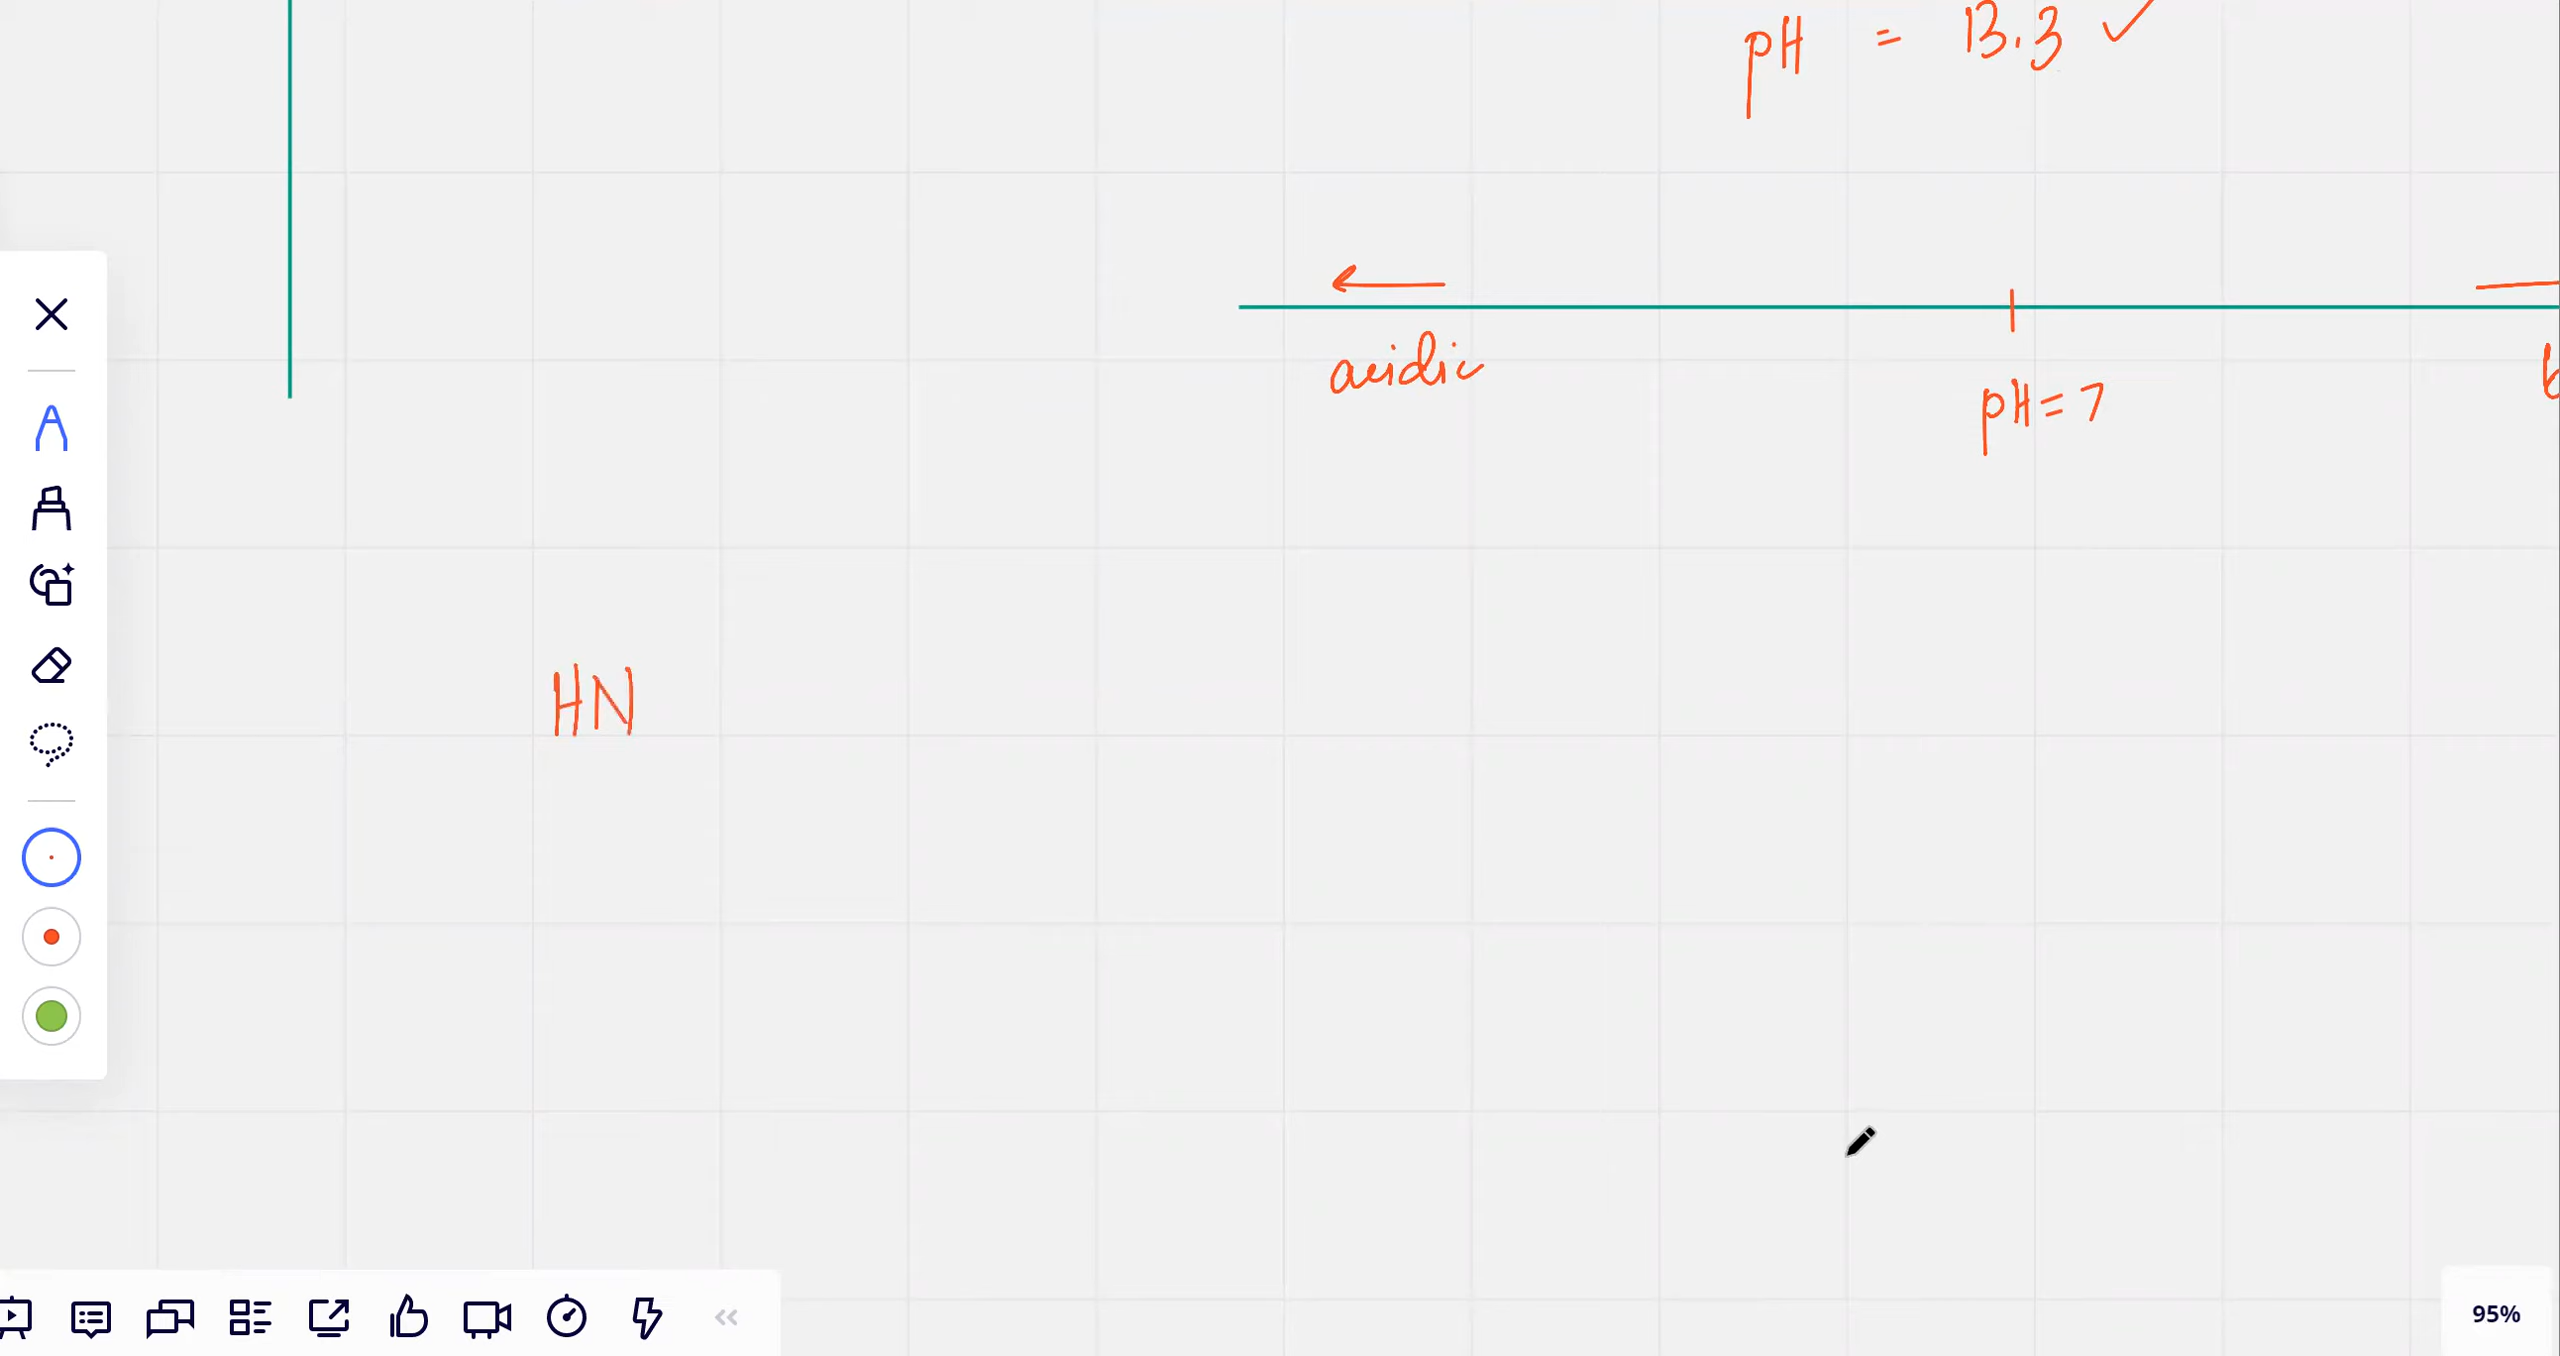 pH = 13.3 ✓
acidic
pH = 7
HN
95%